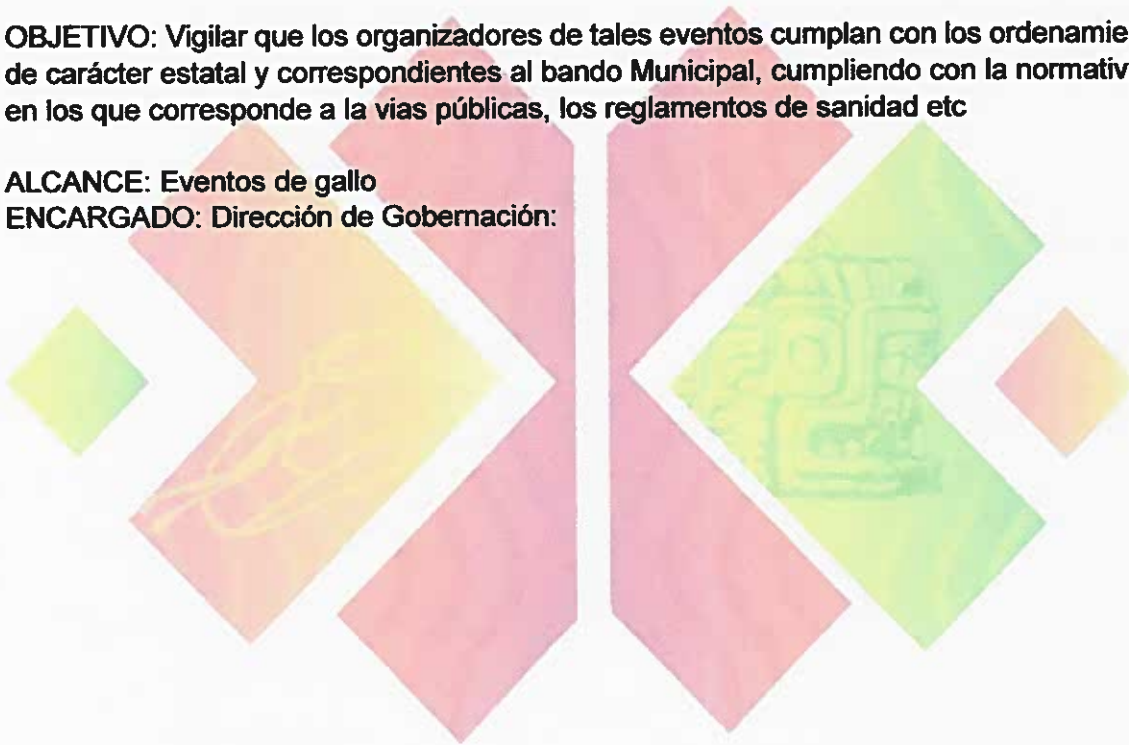 OBJETIVO: Vigilar que los organizadores de tales eventos cumplan con los ordenamie
de carácter estatal y correspondientes al bando Municipal, cumpliendo con la normativ
en los que corresponde a la vias públicas, los reglamentos de sanidad etc
ALCANCE: Eventos de gallo
ENCARGADO: Dirección de Gobernación: